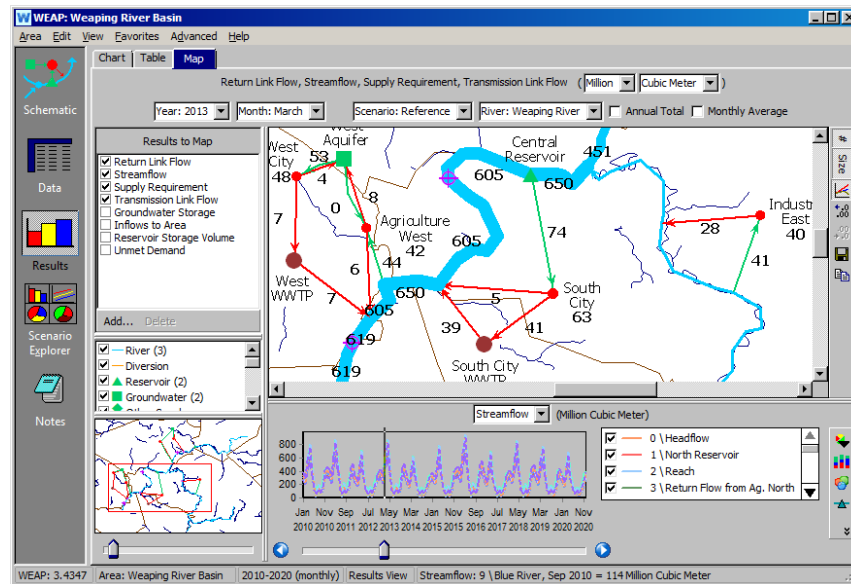 WEAP: Weaping River Basin
Area Edit View Favorites Advanced Help
Schematic
Data
Results
Scenario
Explorer
Notes
Chart Table Map
Return Link Flow, Streamflow, Supply Requirement, Transmission Link Flow ( Million Cubic Meter )
Year: 2013 Month: March Scenario: Reference River: Weaping River Annual Total Monthly Average
Results to Map
Return Link Flow
Streamflow
Supply Requirement
Transmission Link Flow
Groundwater Storage
Inflows to Area
Reservoir Storage Volume
Unmet Demand
Add... Delete
River (3)
Diversion
Reservoir (2)
Groundwater (2)
West
Aquifer
West
City
48
53
4
0
8
7
Agriculture
West
42
6
44
West
WWTP
7
605
619
619
650
605
605
Central
Reservoir
650
451
74
5
South
City
63
39
41
South City
WWTP
28
Industry
East
40
41
#
Size
Streamflow (Million Cubic Meter)
800
600
400
200
0
Jan Nov Sep Jul May Mar Jan Nov Sep Jul May Mar Jan Nov
2010 2010 2011 2012 2013 2014 2015 2015 2016 2017 2018 2019 2020 2020
0 \ Headflow
1 \ North Reservoir
2 \ Reach
3 \ Return Flow from Ag. North
WEAP: 3.4347 Area: Weaping River Basin 2010-2020 (monthly) Results View Streamflow: 9 \ Blue River, Sep 2010 = 114 Million Cubic Meter